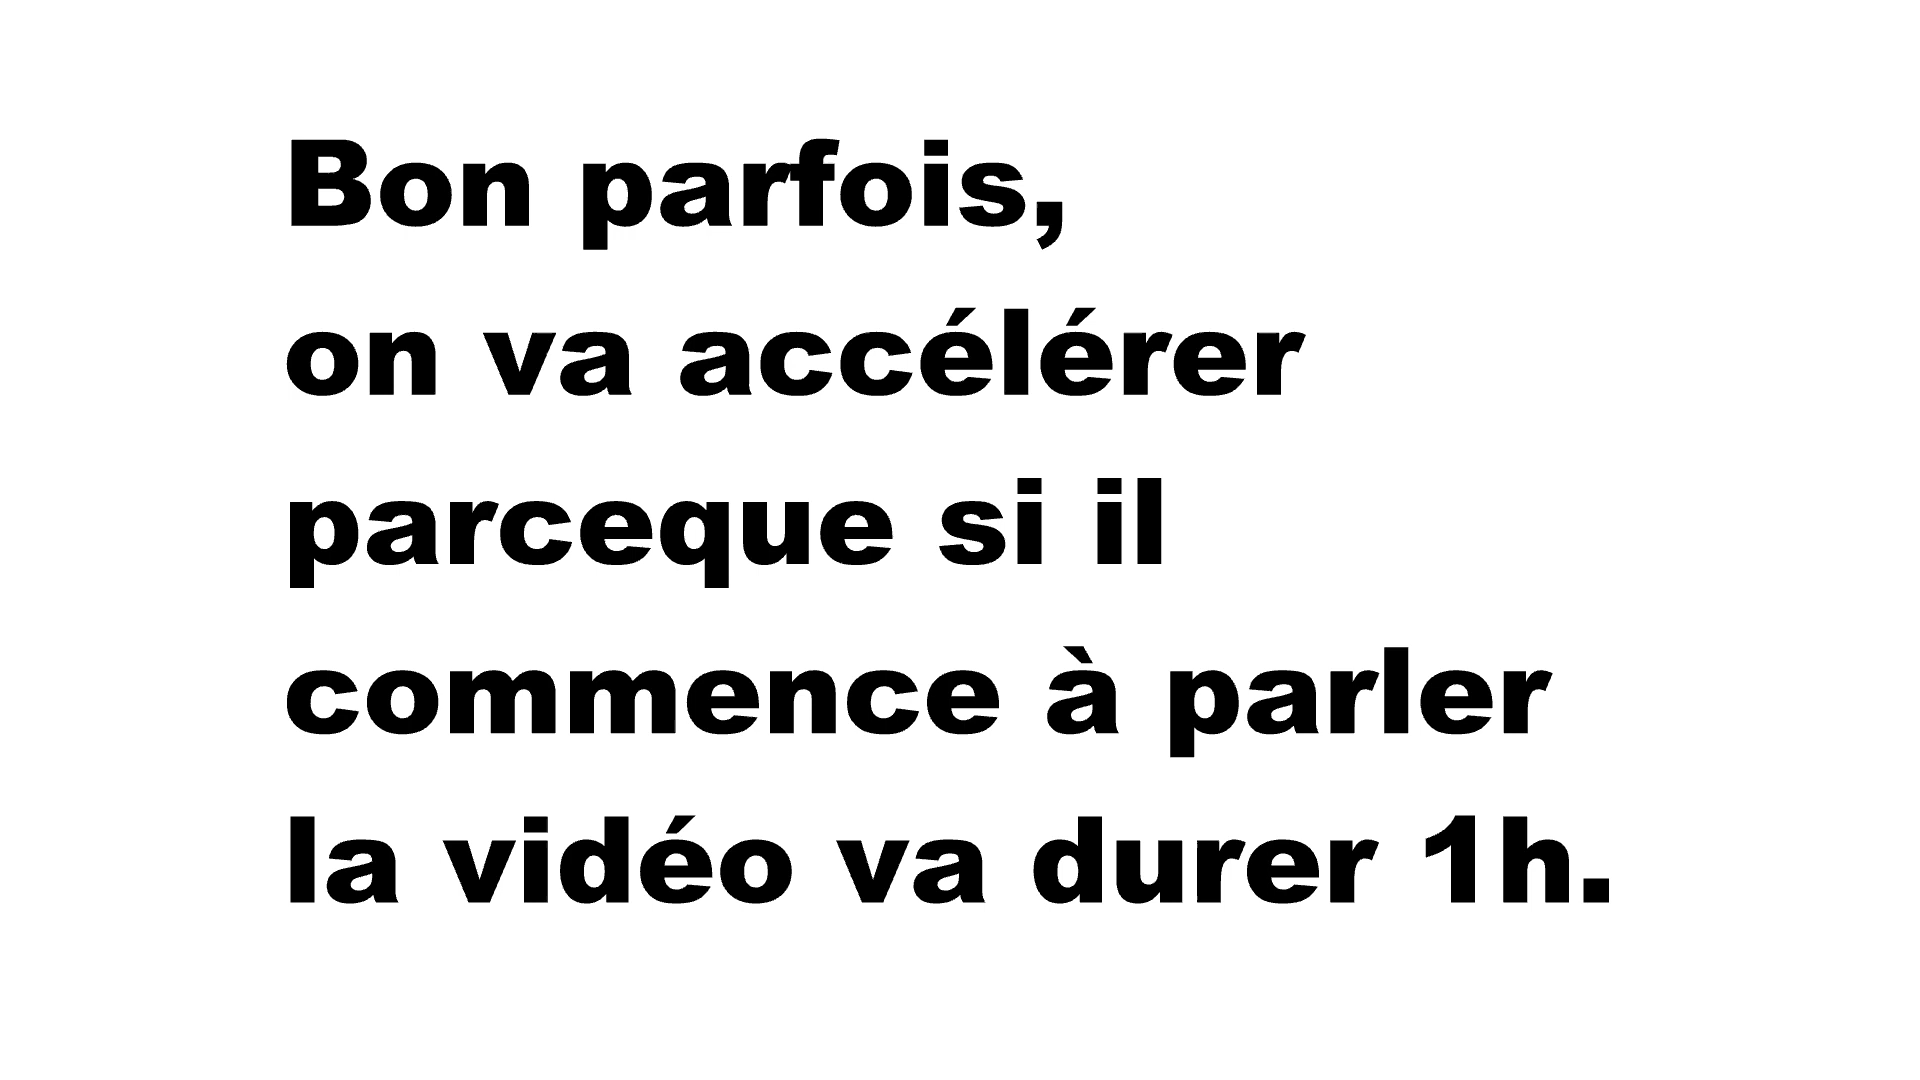 Bon parfois,
on va accélérer
parceque si il
commence à parler
la vidéo va durer 1h.